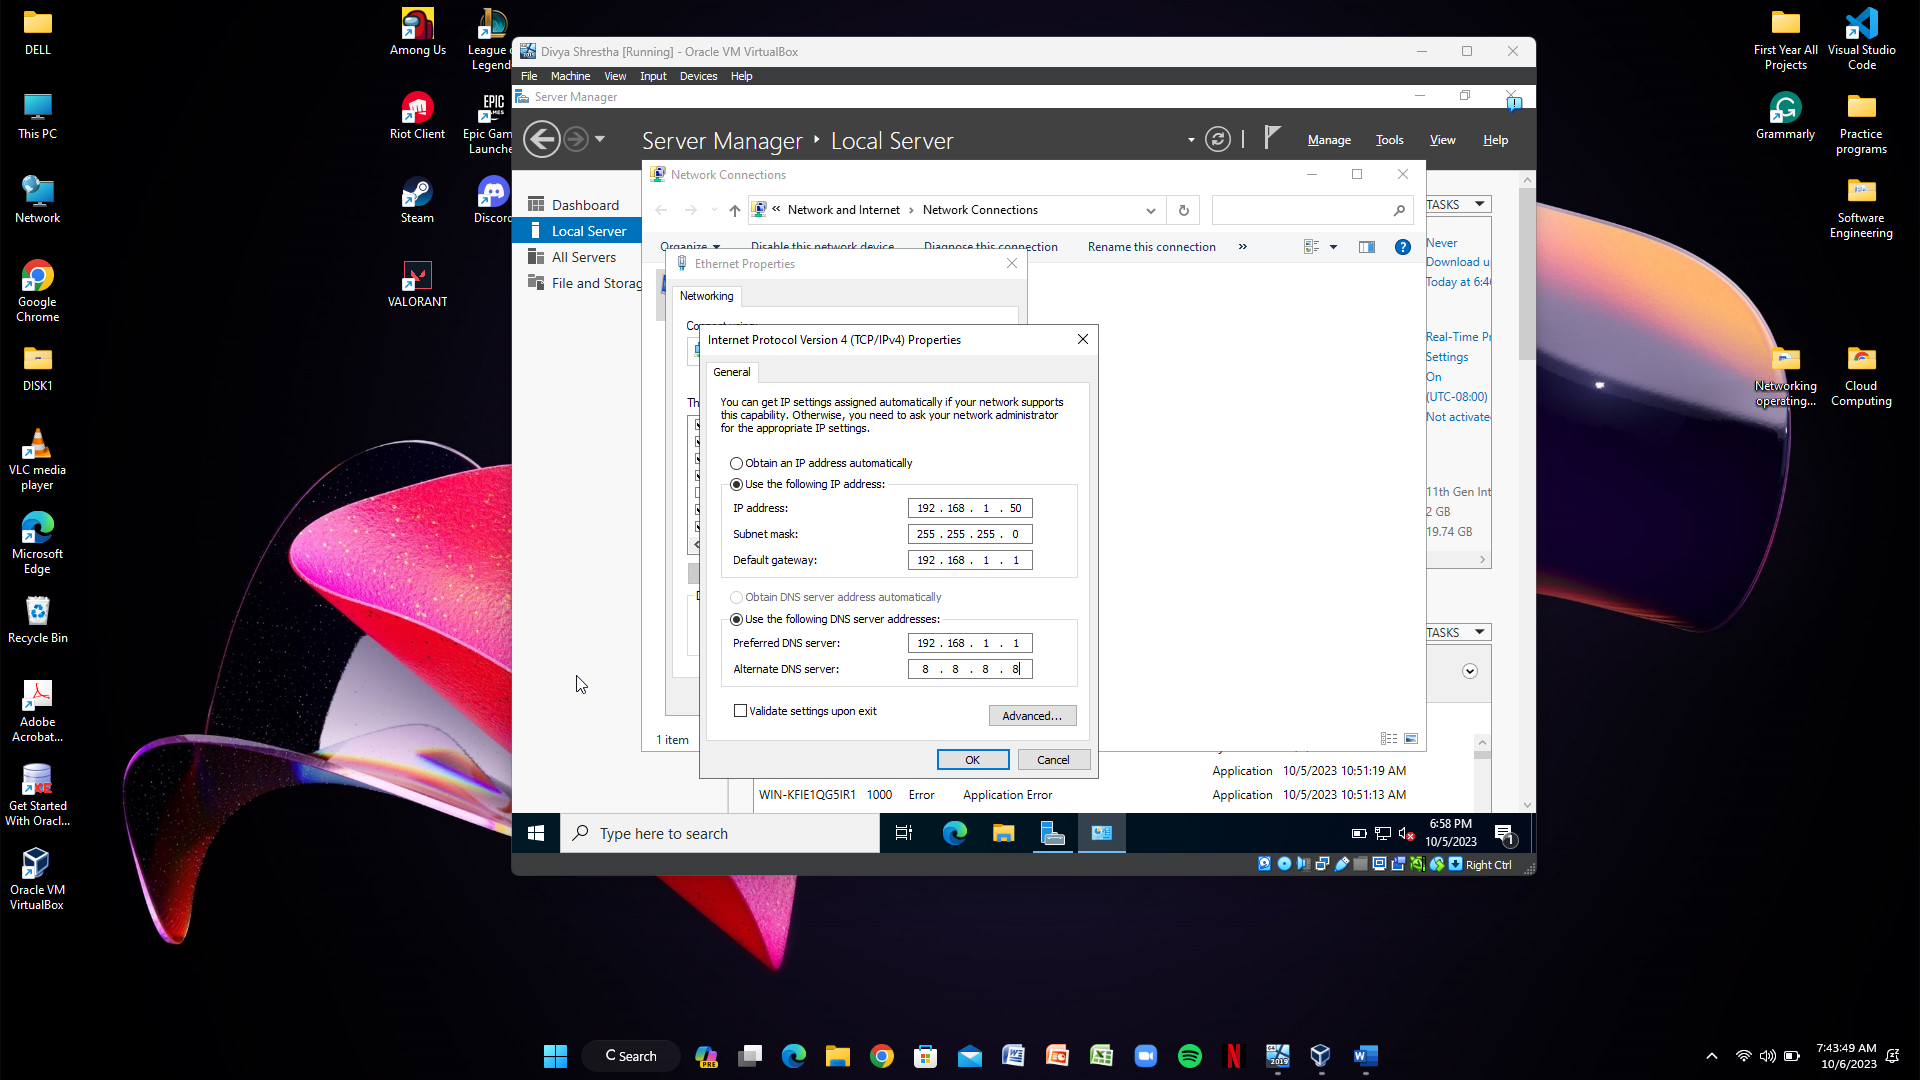 DELL
This PC
Network
Google
Chrome
DISK1
VLC media
player
Microsoft
Edge
Recycle Bin
Adobe
Acrobat...
Get Started
With Oracl...
Oracle VM
VirtualBox
Among Us
League
Legend
Riot Client
EPIC
GAMES
Epic Gam
Launche
Steam
Discord
VALORANT
First Year All
Projects
Visual Studio
Code
Grammarly
Practice
programs
Software
Engineering
Networking
operating...
Cloud
Computing
Divya Shrestha [Running] - Oracle VM VirtualBox
File Machine View Input Devices Help
Server Manager
Server Manager ‣ Local Server
Manage Tools View Help
Dashboard
Local Server
All Servers
File and Storag
Network Connections
« Network and Internet › Network Connections
Organize Disable this network device Diagnose this connection Rename this connection »
Ethernet Properties
Networking
Connect using:
Th
Internet Protocol Version 4 (TCP/IPv4) Properties
General
You can get IP settings assigned automatically if your network supports
this capability. Otherwise, you need to ask your network administrator
for the appropriate IP settings.
Obtain an IP address automatically
Use the following IP address:
IP address: 192 . 168 . 1 . 50
Subnet mask: 255 . 255 . 255 . 0
Default gateway: 192 . 168 . 1 . 1
Obtain DNS server address automatically
Use the following DNS server addresses:
Preferred DNS server: 192 . 168 . 1 . 1
Alternate DNS server: 8 . 8 . 8 . 8
Validate settings upon exit
Advanced...
OK Cancel
1 item
TASKS
Never
Download u
Today at 6:46
Real-Time Pr
Settings
On
(UTC-08:00)
Not activate
11th Gen Int
2 GB
19.74 GB
TASKS
Application 10/5/2023 10:51:19 AM
WIN-KFIE1QG5IR1 1000 Error Application Error Application 10/5/2023 10:51:13 AM
Type here to search
6:58 PM
10/5/2023
1
Right Ctrl
Search
PRE
2019
7:43:49 AM
10/6/2023